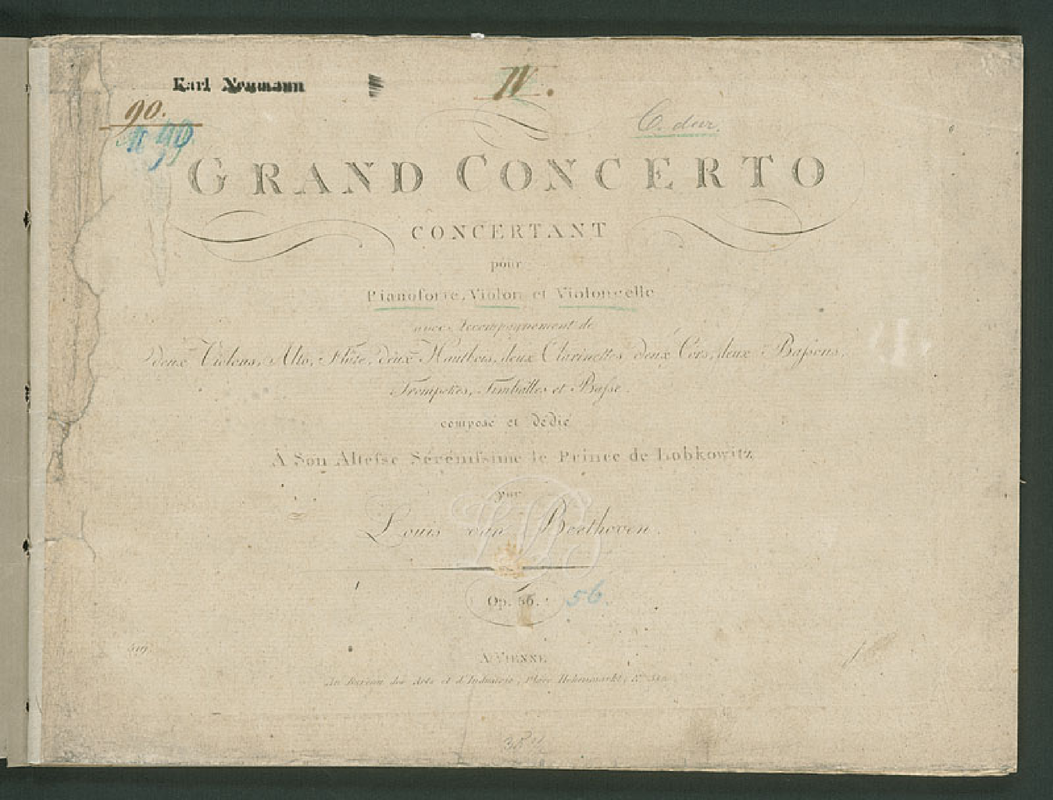 Karl Neumann
IV.
90.
C. dur.
GRAND CONCERTO
CONCERTANT
pour
Pianoforte, Violon et Violoncelle
avec Accompagnement de
deux Violons, Alto, Flûte, deux Hautbois, deux Clarinettes, deux Cors, deux Bassons
Trompettes, Timballes et Basse
composé et dedié
À Son Altesse Sérénissime le Prince de Lobkowitz
par
Louis van Beethoven.
Op. 56. 56.
A VIENNE
Au Bureau des Arts et d'Industrie, Place Hohenmarkt,